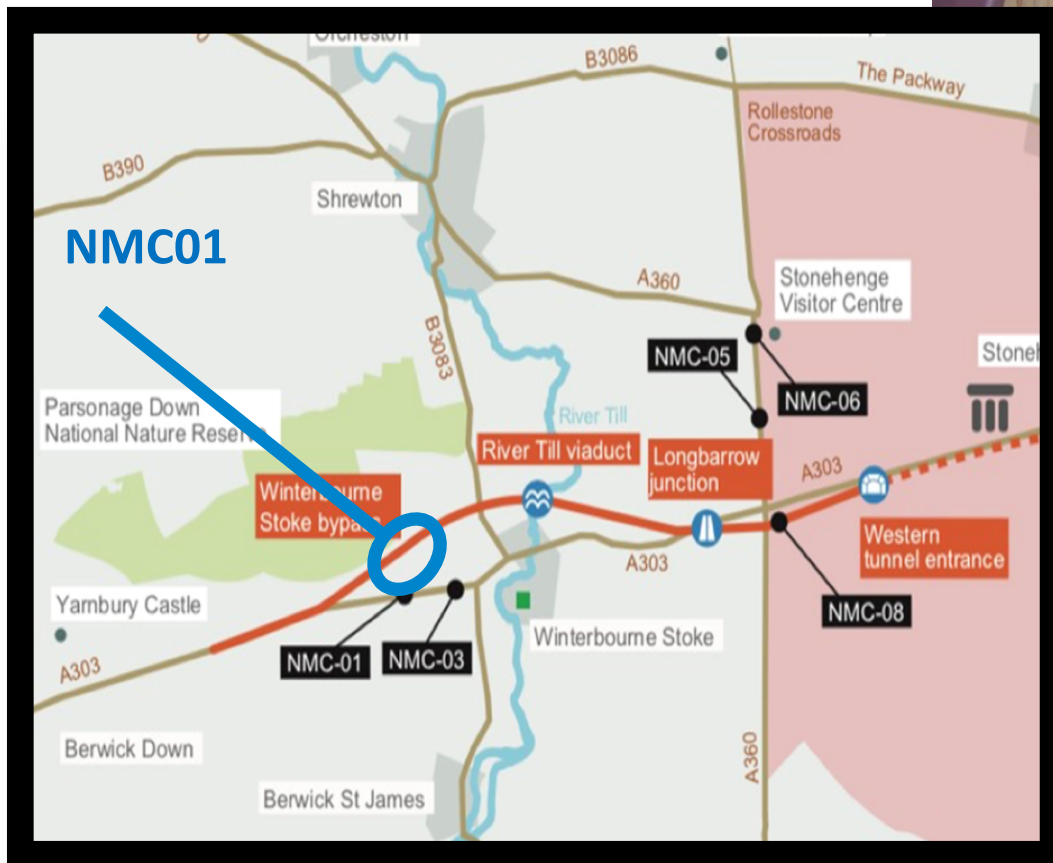 Orcheston
B3086
The Packway
Rollestone
Crossroads
B390
Shrewton
NMC01
A360
Stonehenge
Visitor Centre
B3083
NMC-05
NMC-06
Parsonage Down
National Nature Reserve
River Till
River Till viaduct
Longbarrow
junction
A303
Winterbourne
Stoke bypass
Western
tunnel entrance
A303
Yarnbury Castle
NMC-08
Winterbourne Stoke
NMC-01
NMC-03
A303
Berwick Down
A360
Berwick St James